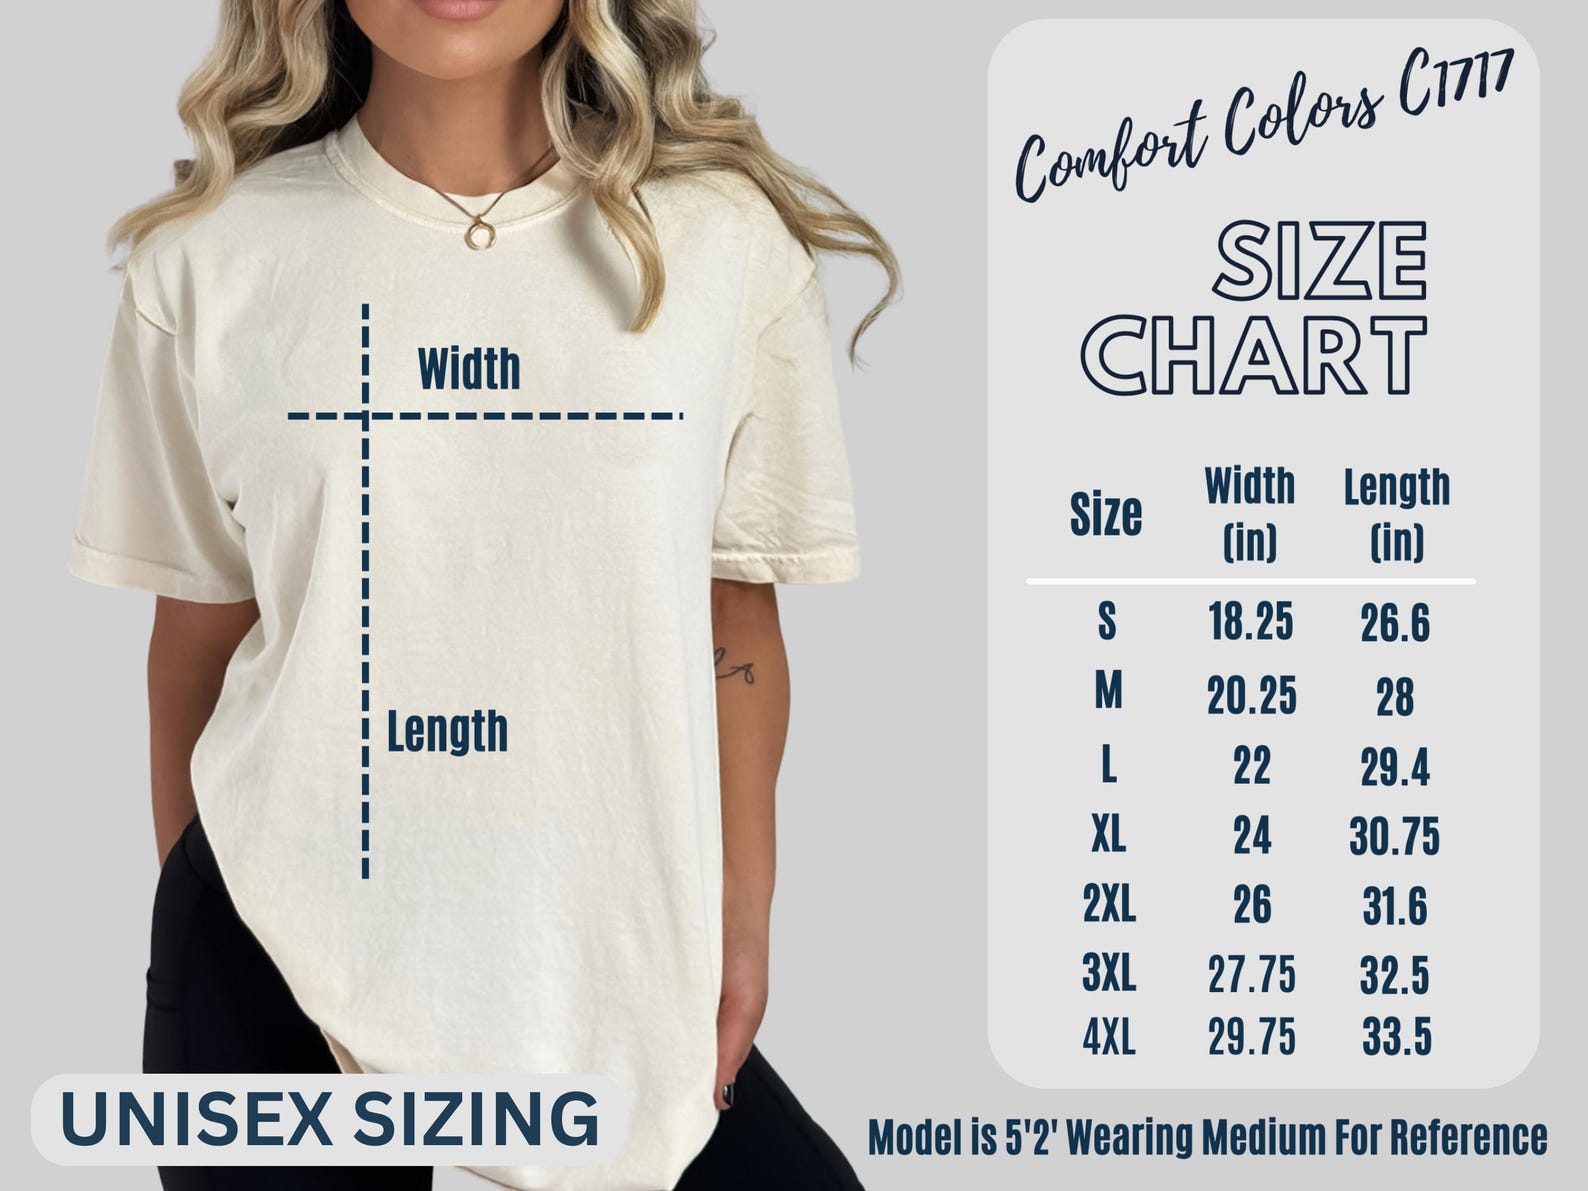 Comfort Colors C1717
SIZE
CHART
Width
Length
Size Width (in) Length (in)
S 18.25 26.6
M 20.25 28
L 22 29.4
XL 24 30.75
2XL 26 31.6
3XL 27.75 32.5
4XL 29.75 33.5
UNISEX SIZING
Model is 5'2' Wearing Medium For Reference